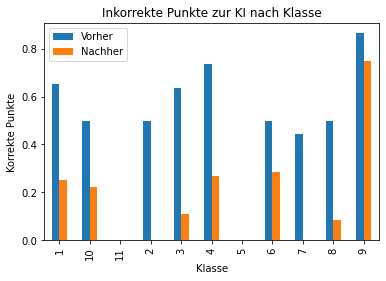 Inkorrekte Punkte zur KI nach Klasse
Vorher
Nachher
Korrekte Punkte
0.8
0.6
0.4
0.2
0.0
1 10 11 2 3 4 5 6 7 8 9
Klasse